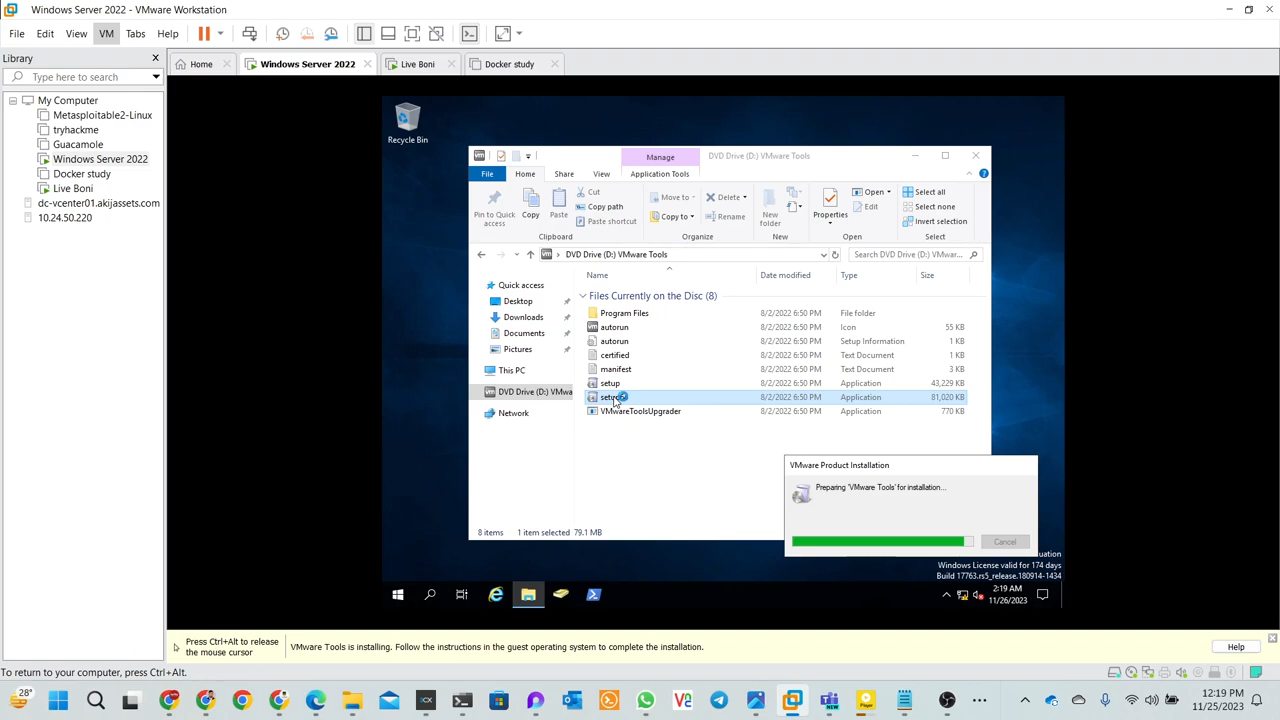 Windows Server 2022 - VMware Workstation
File Edit View VM Tabs Help
Library
Type here to search
My Computer
Metasploitable2-Linux
tryhackme
Guacamole
Windows Server 2022
Docker study
Live Boni
dc-vcenter01.akijassets.com
10.24.50.220
Home
Windows Server 2022
Live Boni
Docker study
Recycle Bin
Manage
DVD Drive (D:) VMware Tools
File Home Share View Application Tools
Pin to Quick access
Copy
Paste
Cut
Copy path
Paste shortcut
Clipboard
Move to
Copy to
Delete
Rename
Organize
New folder
New
Properties
Open
Edit
Open
Select all
Select none
Invert selection
Select
DVD Drive (D:) VMware Tools
Search DVD Drive (D:) VMwar...
Quick access
Desktop
Downloads
Documents
Pictures
This PC
DVD Drive (D:) VMwa
Network
Name Date modified Type Size
Files Currently on the Disc (8)
Program Files 8/2/2022 6:50 PM File folder
autorun 8/2/2022 6:50 PM Icon 55 KB
autorun 8/2/2022 6:50 PM Setup Information 1 KB
certified 8/2/2022 6:50 PM Text Document 1 KB
manifest 8/2/2022 6:50 PM Text Document 3 KB
setup 8/2/2022 6:50 PM Application 43,229 KB
8/2/2022 6:50 PM Application 81,020 KB
VMwareToolsUpgrader 8/2/2022 6:50 PM Application 770 KB
8 items 1 item selected 79.1 MB
VMware Product Installation
Preparing 'VMware Tools' for installation...
Cancel
Windows License valid for 174 days
Build 17763.rs5_release.180914-1434
2:19 AM
11/26/2023
Press Ctrl+Alt to release the mouse cursor
VMware Tools is installing. Follow the instructions in the guest operating system to complete the installation.
Help
To return to your computer, press Ctrl+Alt.
28°
12:19 PM
11/25/2023